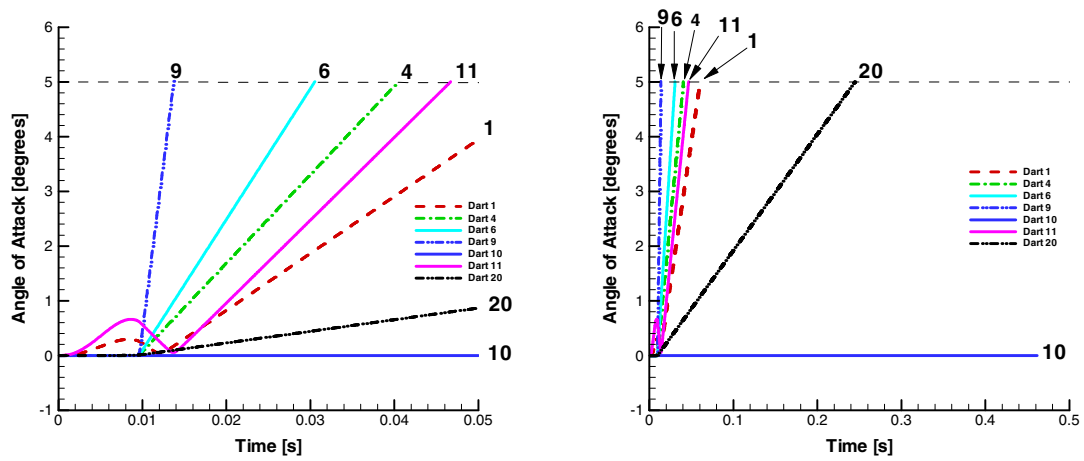 6
5
4
3
2
1
0
-1
0
0.01
0.02
0.03
0.04
0.05
Angle of Attack [degrees]
Time [s]
9
6
4
11
1
20
10
Dart 1
Dart 4
Dart 6
Dart 9
Dart 10
Dart 11
Dart 20
6
5
4
3
2
1
0
-1
0
0.1
0.2
0.3
0.4
0.5
Angle of Attack [degrees]
Time [s]
9
6
4
11
1
20
10
Dart 1
Dart 4
Dart 6
Dart 9
Dart 10
Dart 11
Dart 20